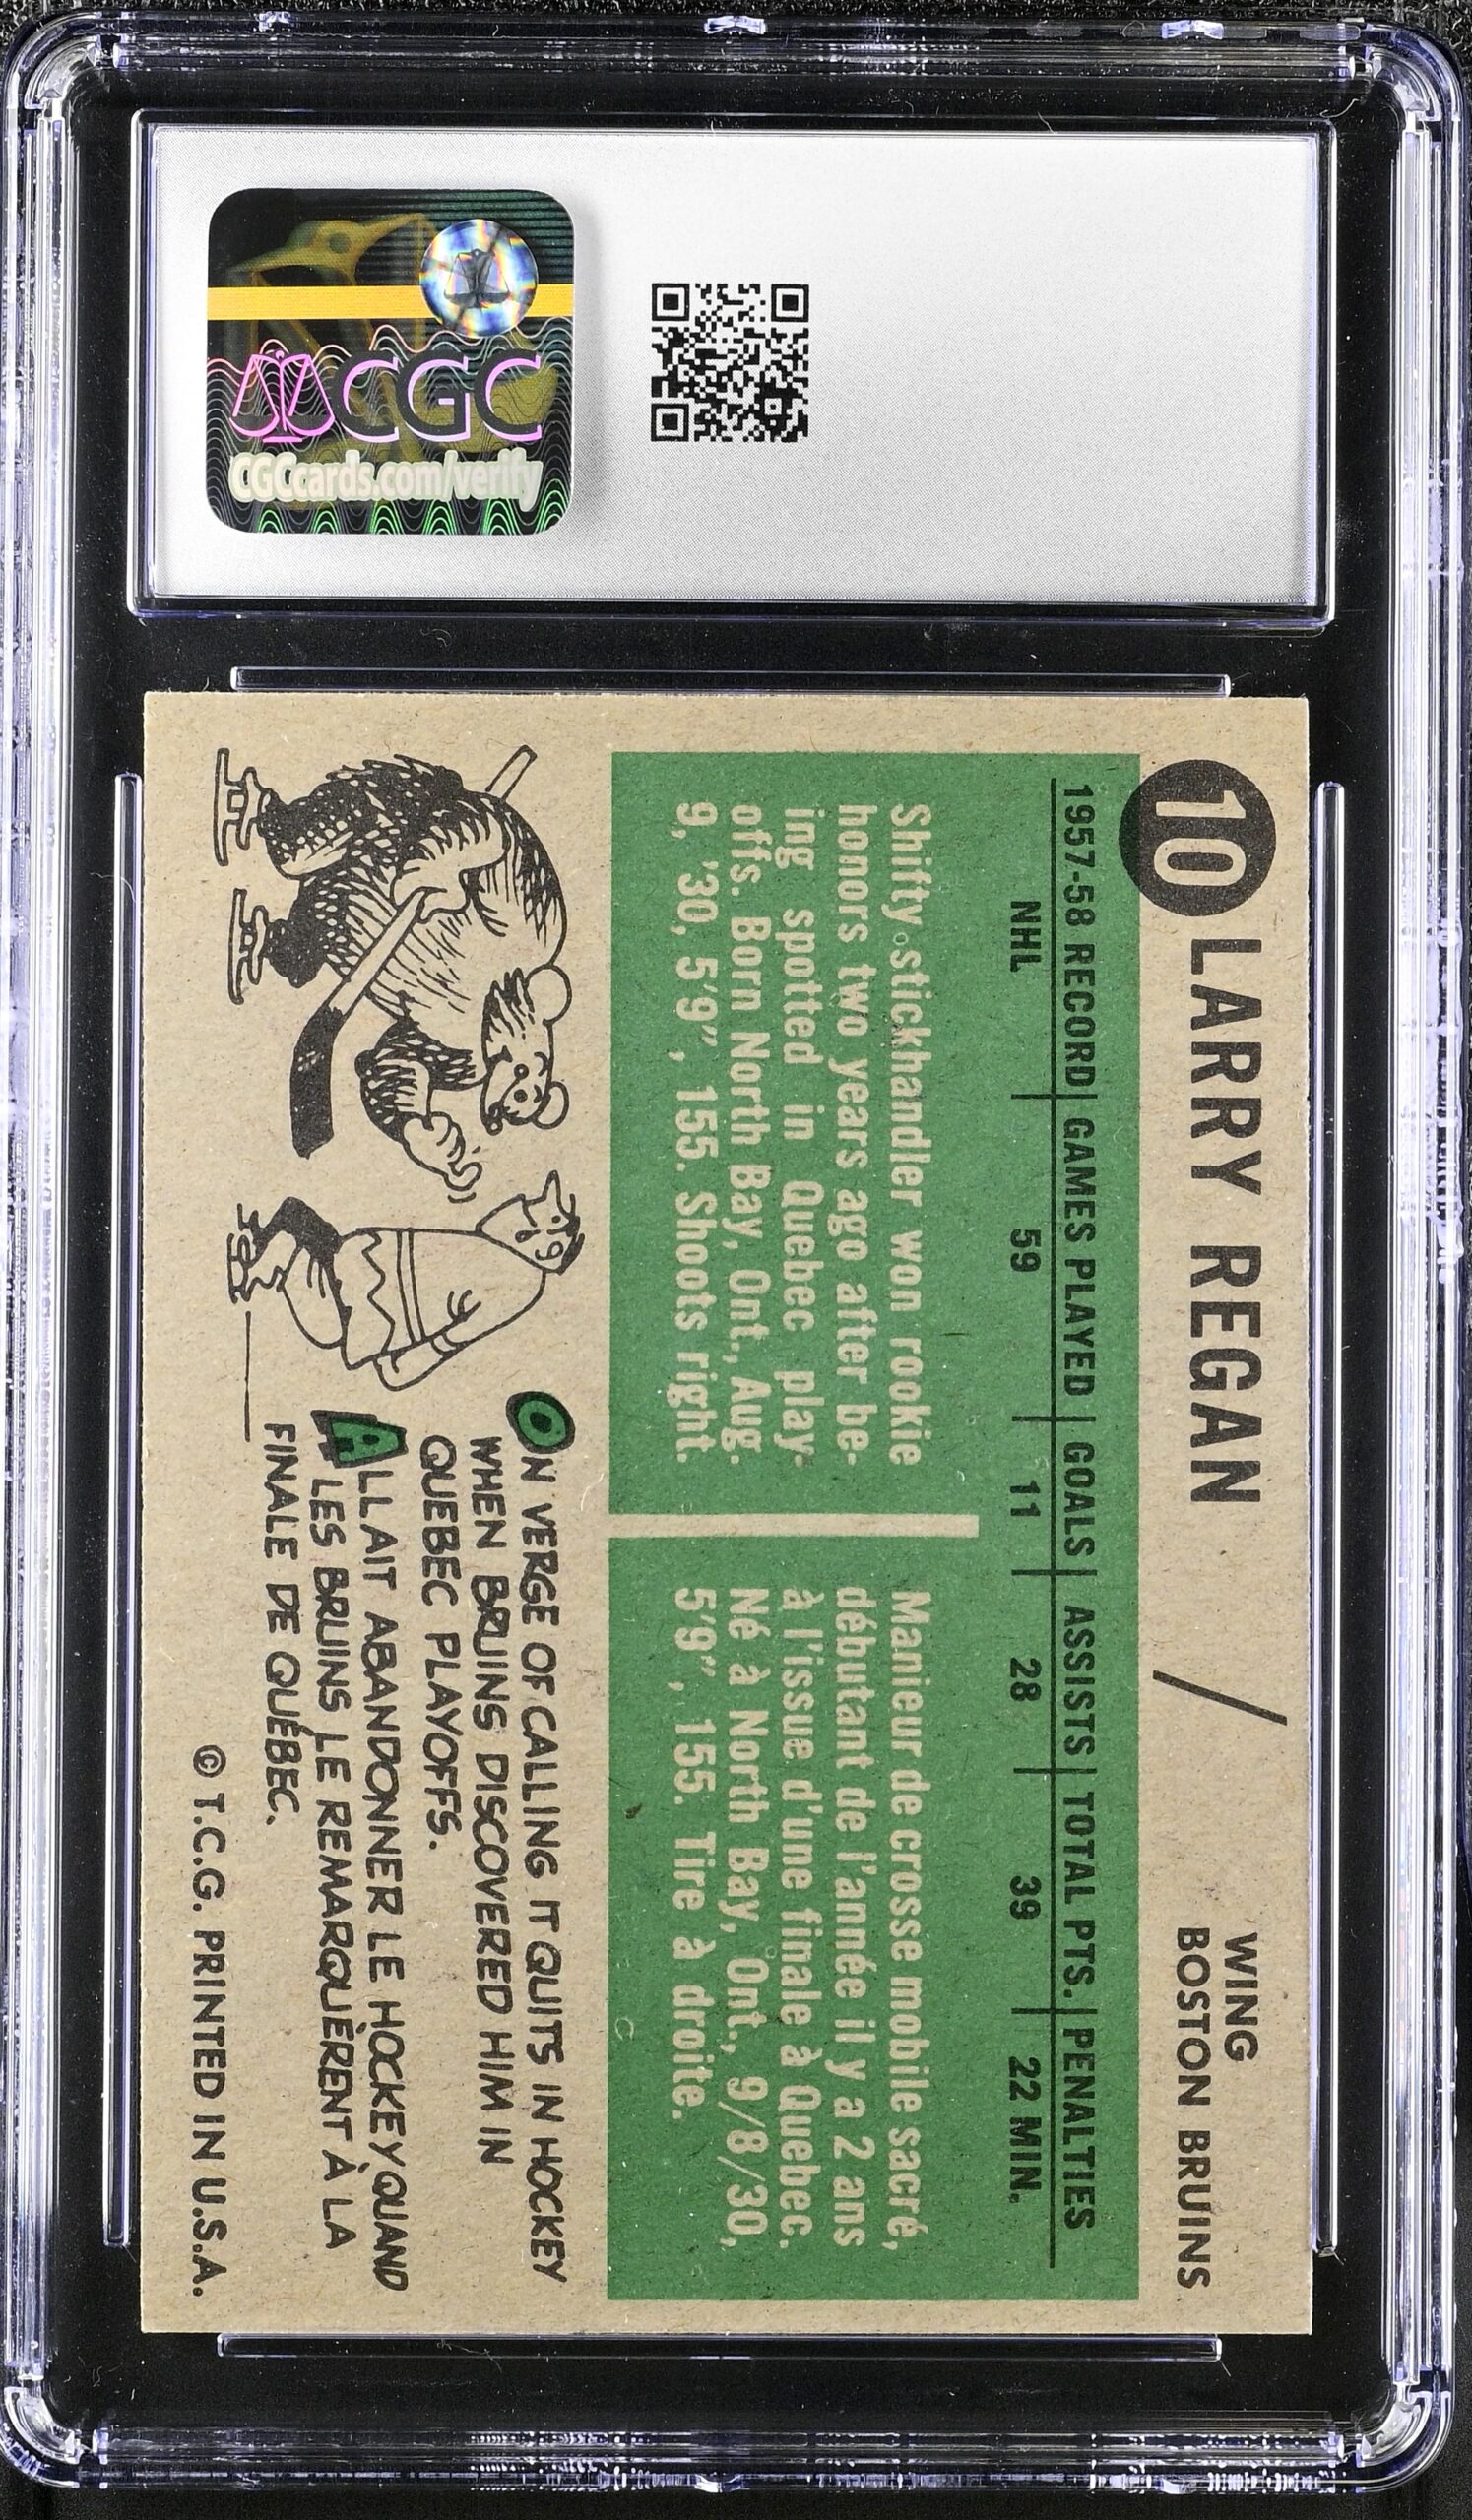 CGC
CGCcards.com/verify
10 LARRY REGAN / WING
BOSTON BRUINS
1957-58 RECORD | GAMES PLAYED | GOALS | ASSISTS | TOTAL PTS. | PENALTIES
NHL 59 11 28 39 22 MIN.
Shifty stickhandler won rookie
honors two years ago after be-
ing spotted in Quebec play-
offs. Born North Bay, Ont., Aug.
9, '30, 5'9", 155. Shoots right.
Manieur de crosse mobile sacré,
débutant de l'année il y a 2 ans
à l'issue d'une finale à Quebec.
Né à North Bay, Ont., 9/8/30,
5'9", 155. Tire à droite.
ON VERGE OF CALLING IT QUITS IN HOCKEY
WHEN BRUINS DISCOVERED HIM IN
QUEBEC PLAYOFFS.
ALLAIT ABANDONNER LE HOCKEY QUAND
LES BRUINS LE REMARQUÈRENT À LA
FINALE DE QUÉBEC.
© T.C.G. PRINTED IN U.S.A.